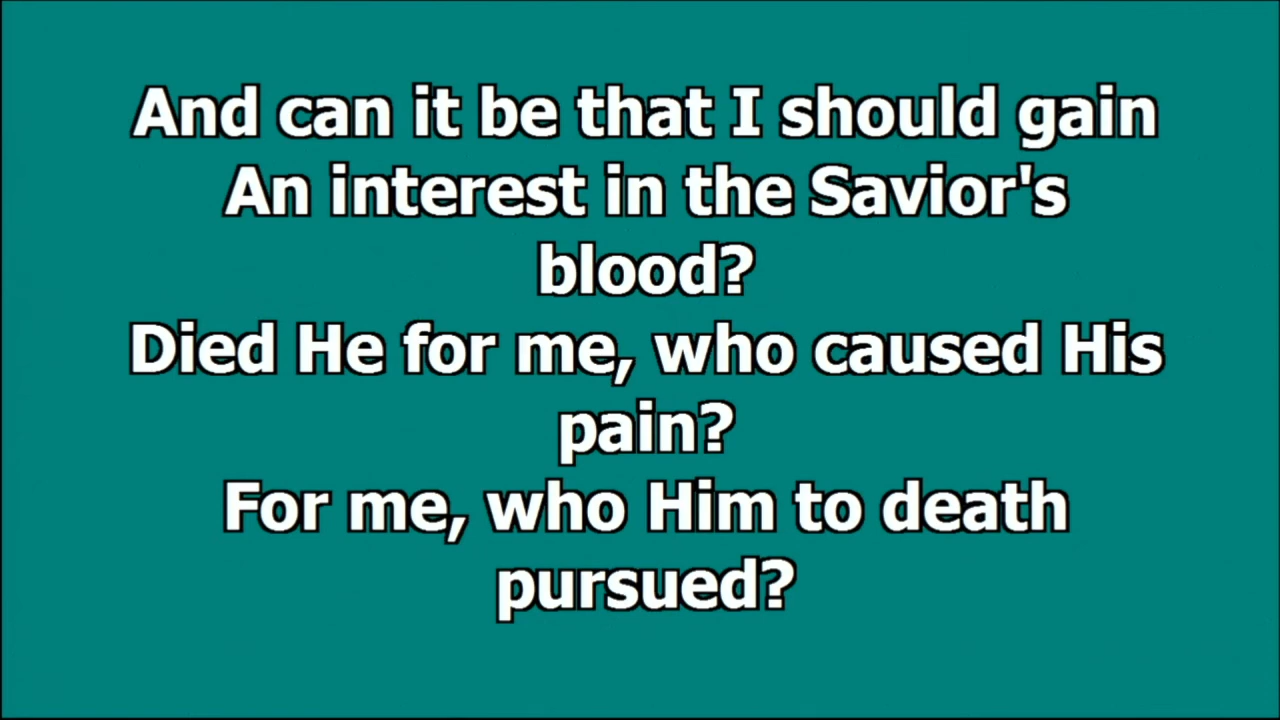 And can it be that I should gain
An interest in the Savior's
blood?
Died He for me, who caused His
pain?
For me, who Him to death
pursued?